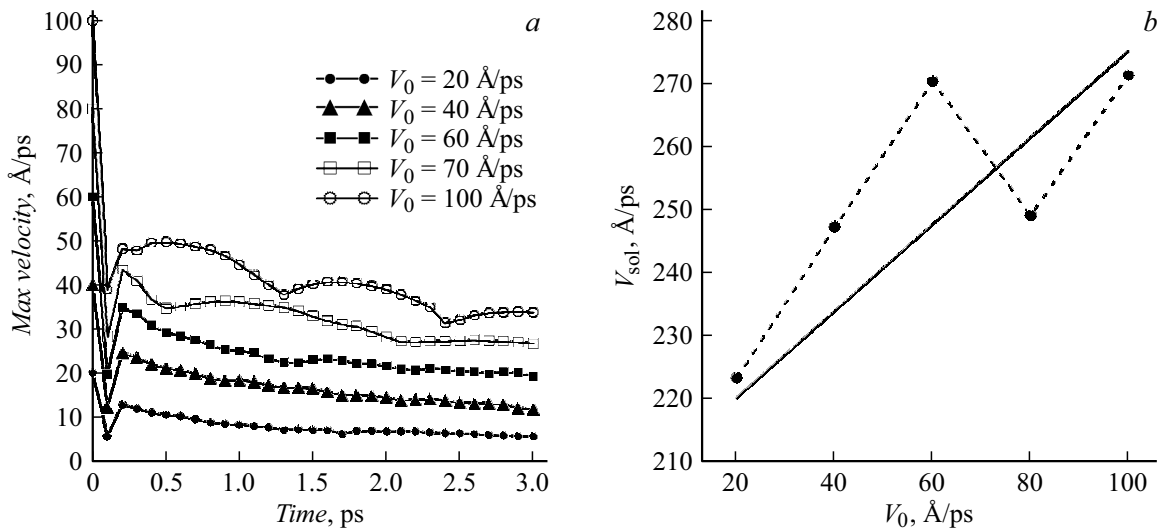 a
Max velocity, Å/ps
100
90
80
70
60
50
40
30
20
10
0
V0 = 20 Å/ps
V0 = 40 Å/ps
V0 = 60 Å/ps
V0 = 70 Å/ps
V0 = 100 Å/ps
0 0.5 1.0 1.5 2.0 2.5 3.0
Time, ps
b
Vsol, Å/ps
280
270
260
250
240
230
220
210
20 40 60 80 100
V0, Å/ps